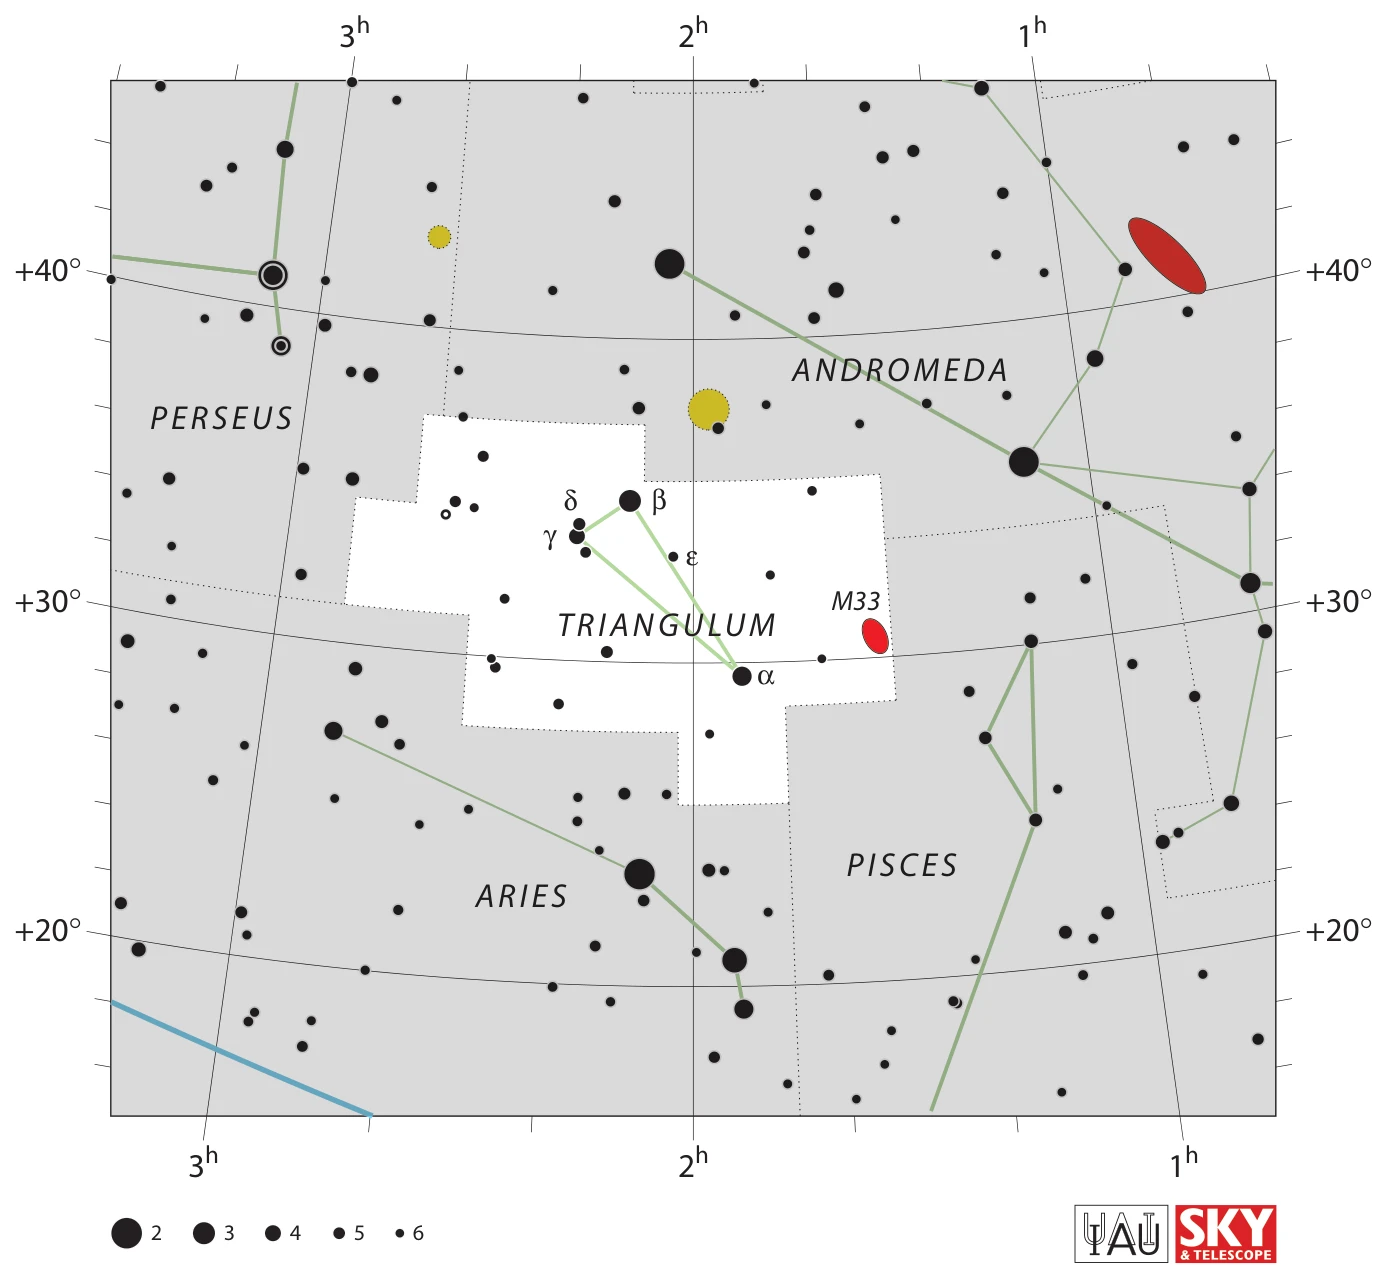 3h 2h 1h
+40° +40°
ANDROMEDA
PERSEUS
δ β
γ
ε
+30° M33 +30°
TRIANGULUM
α
PISCES
ARIES
+20° +20°
3h 2h 1h
2 3 4 5 6
IAU SKY
& TELESCOPE